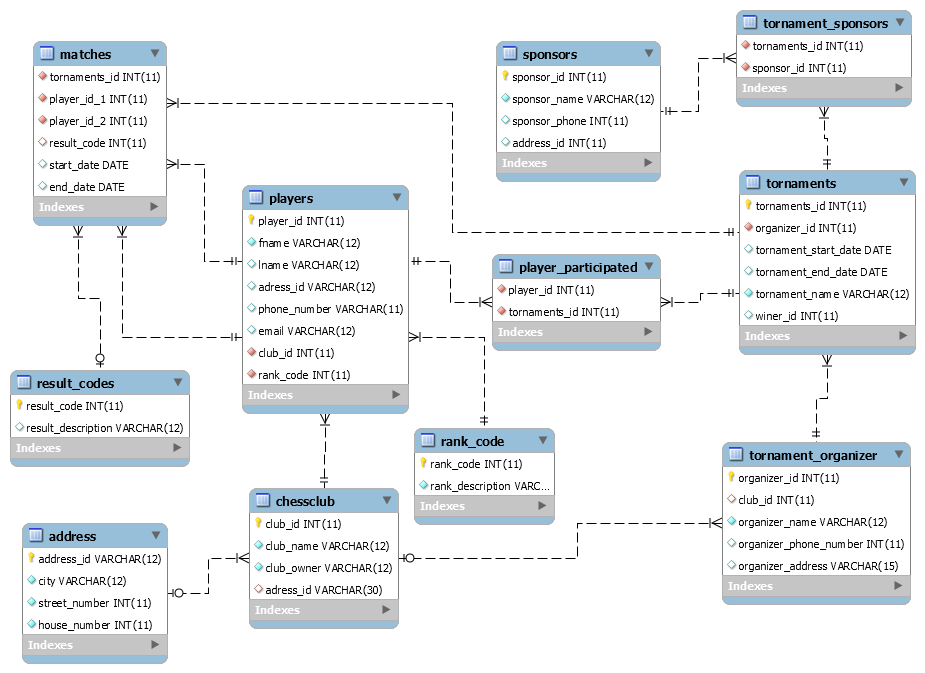 matches
tornaments_id INT(11)
player_id_1 INT(11)
player_id_2 INT(11)
result_code INT(11)
start_date DATE
end_date DATE
Indexes
sponsors
sponsor_id INT(11)
sponsor_name VARCHAR(12)
sponsor_phone INT(11)
address_id INT(11)
Indexes
tornament_sponsors
tornaments_id INT(11)
sponsor_id INT(11)
Indexes
players
player_id INT(11)
fname VARCHAR(12)
lname VARCHAR(12)
adress_id VARCHAR(12)
phone_number VARCHAR(11)
email VARCHAR(12)
club_id INT(11)
rank_code INT(11)
Indexes
player_participated
player_id INT(11)
tornaments_id INT(11)
Indexes
tornaments
tornaments_id INT(11)
organizer_id INT(11)
tornament_start_date DATE
tornament_end_date DATE
tornament_name VARCHAR(12)
winer_id INT(11)
Indexes
result_codes
result_code INT(11)
result_description VARCHAR(12)
Indexes
rank_code
rank_code INT(11)
rank_description VARC...
Indexes
tornament_organizer
organizer_id INT(11)
club_id INT(11)
organizer_name VARCHAR(12)
organizer_phone_number INT(11)
organizer_address VARCHAR(15)
Indexes
address
address_id VARCHAR(12)
city VARCHAR(12)
street_number INT(11)
house_number INT(11)
Indexes
chessclub
club_id INT(11)
club_name VARCHAR(12)
club_owner VARCHAR(12)
adress_id VARCHAR(30)
Indexes